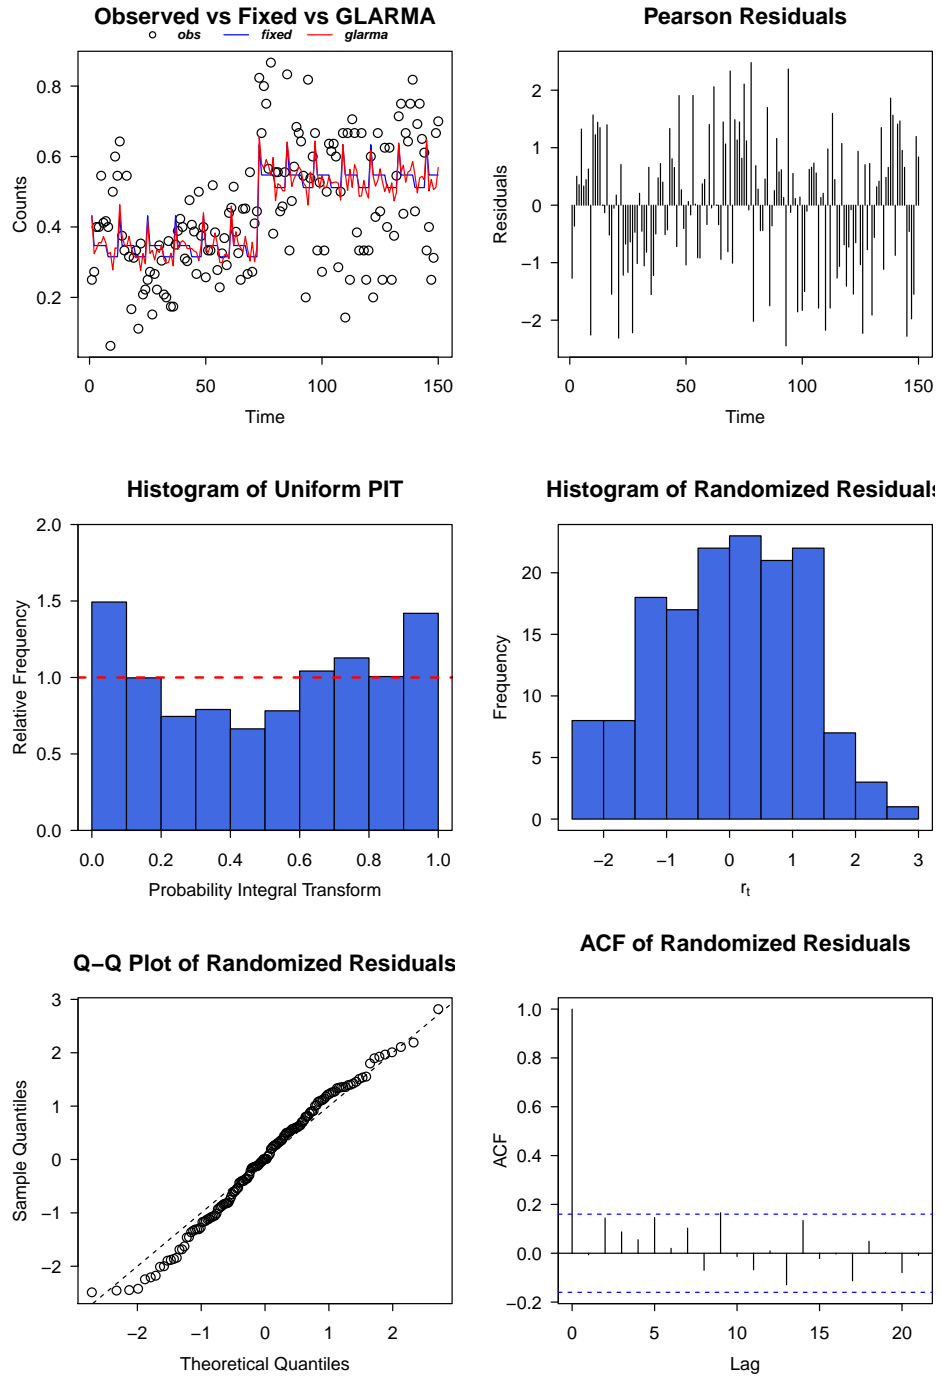 Observed vs Fixed vs GLARMA
obs fixed glarma
Counts
0.8
0.6
0.4
0.2
0 50 100 150
Time
Pearson Residuals
Residuals
2
1
0
−1
−2
0 50 100 150
Time
Histogram of Uniform PIT
Relative Frequency
2.0
1.5
1.0
0.5
0.0
0.0 0.2 0.4 0.6 0.8 1.0
Probability Integral Transform
Histogram of Randomized Residuals
Frequency
20
15
10
5
0
−2 −1 0 1 2 3
rt
Q−Q Plot of Randomized Residuals
Sample Quantiles
3
2
1
0
−1
−2
−2 −1 0 1 2
Theoretical Quantiles
ACF of Randomized Residuals
ACF
1.0
0.8
0.6
0.4
0.2
0.0
−0.2
0 5 10 15 20
Lag